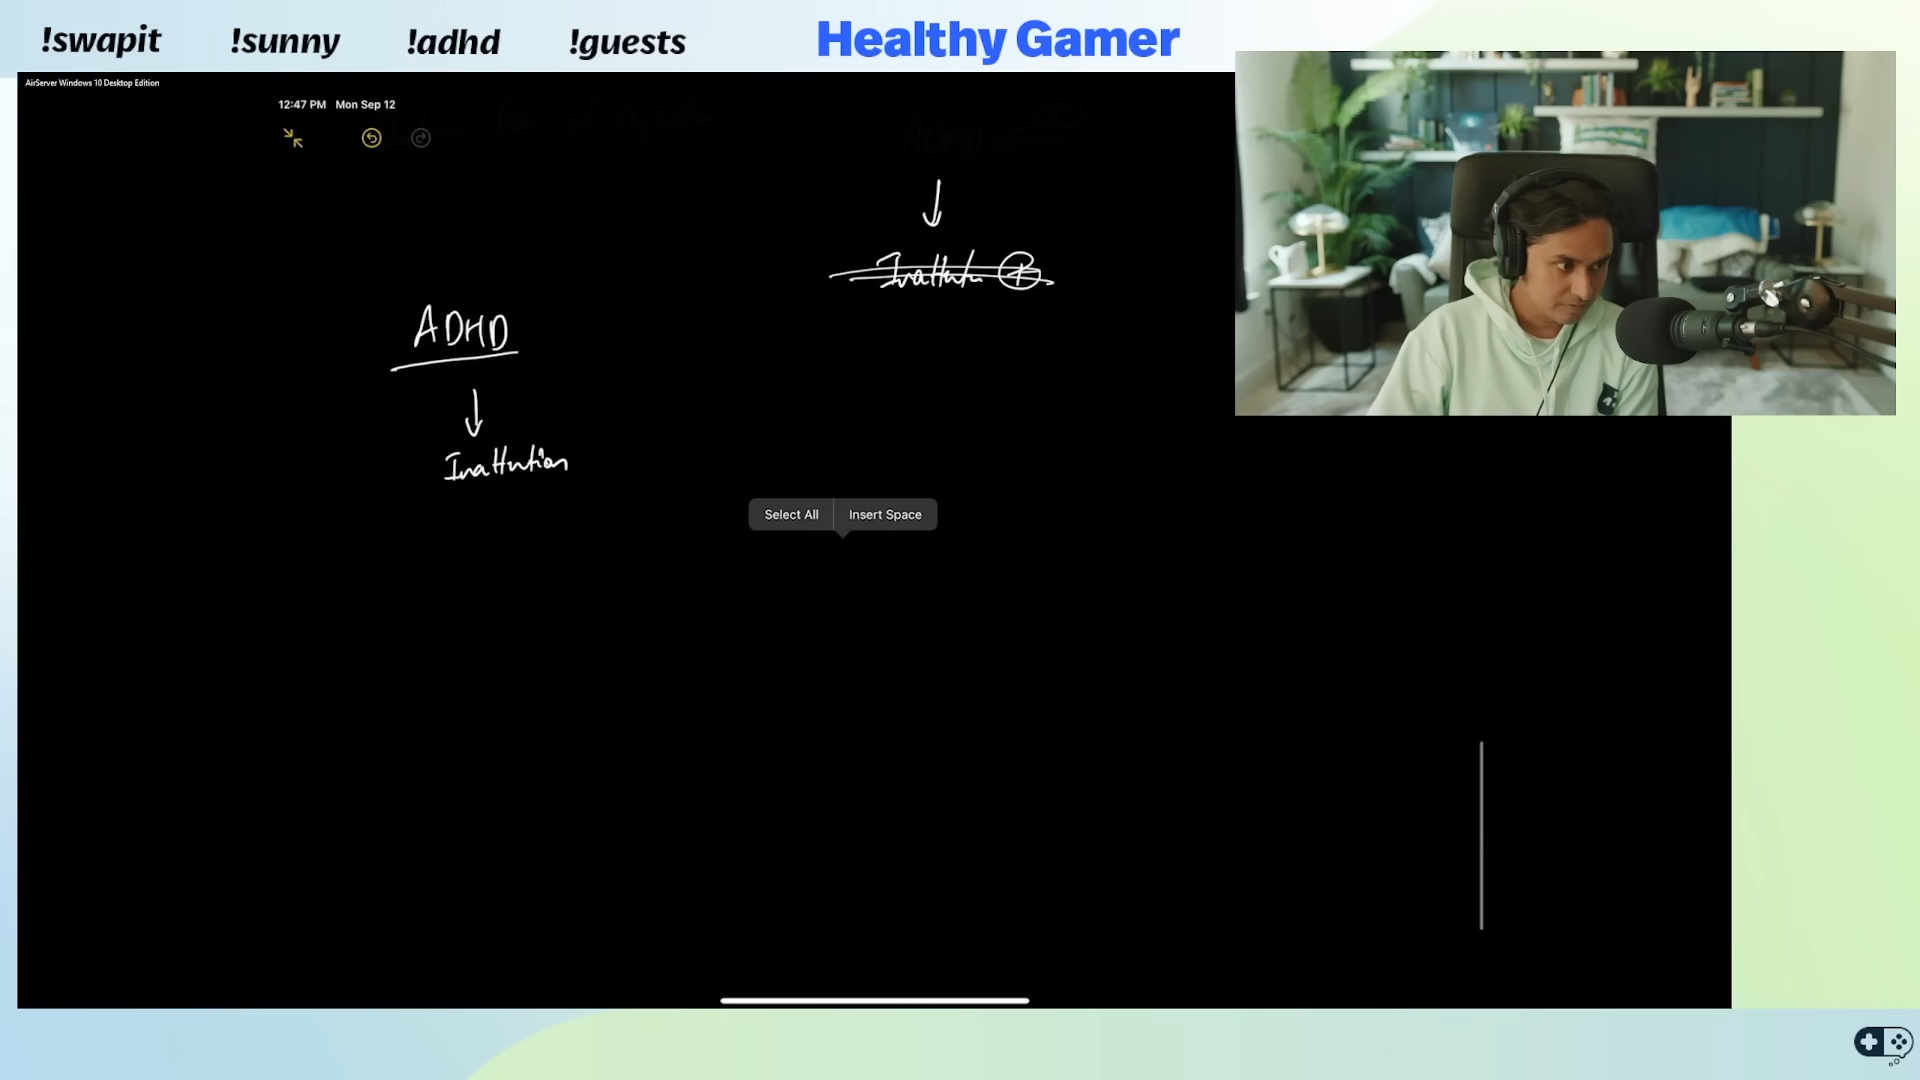 !swapit !sunny !adhd !guests Healthy Gamer
AirServer Windows 10 Desktop Edition
12:47 PM Mon Sep 12
ADHD
ADHD
Inattention
Select All Insert Space